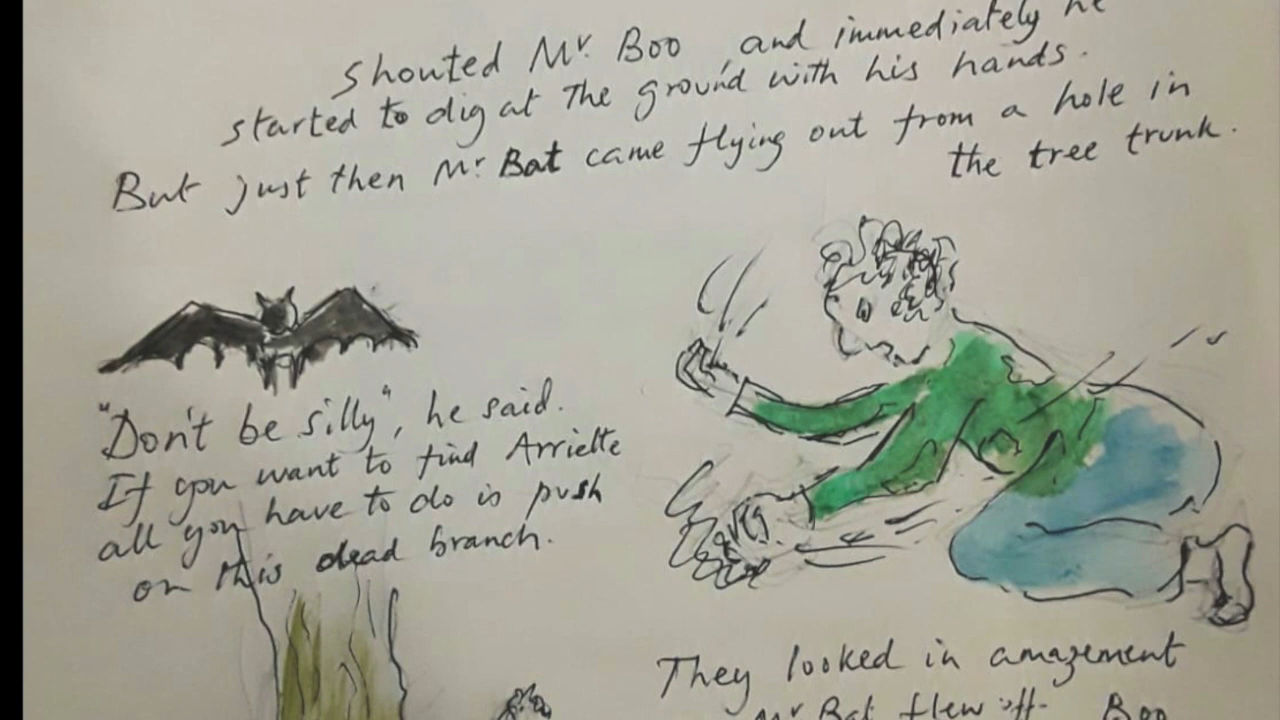 shouted Mr Boo, and immediately he
started to dig at The ground with his hands.
But just then Mr Bat came flying out from a hole in
the tree trunk.
"Don't be silly", he said.
If you want to find Arriette
all you have to do is push
on this dead branch.
They looked in amazement
Mr Bat flew off. Boo